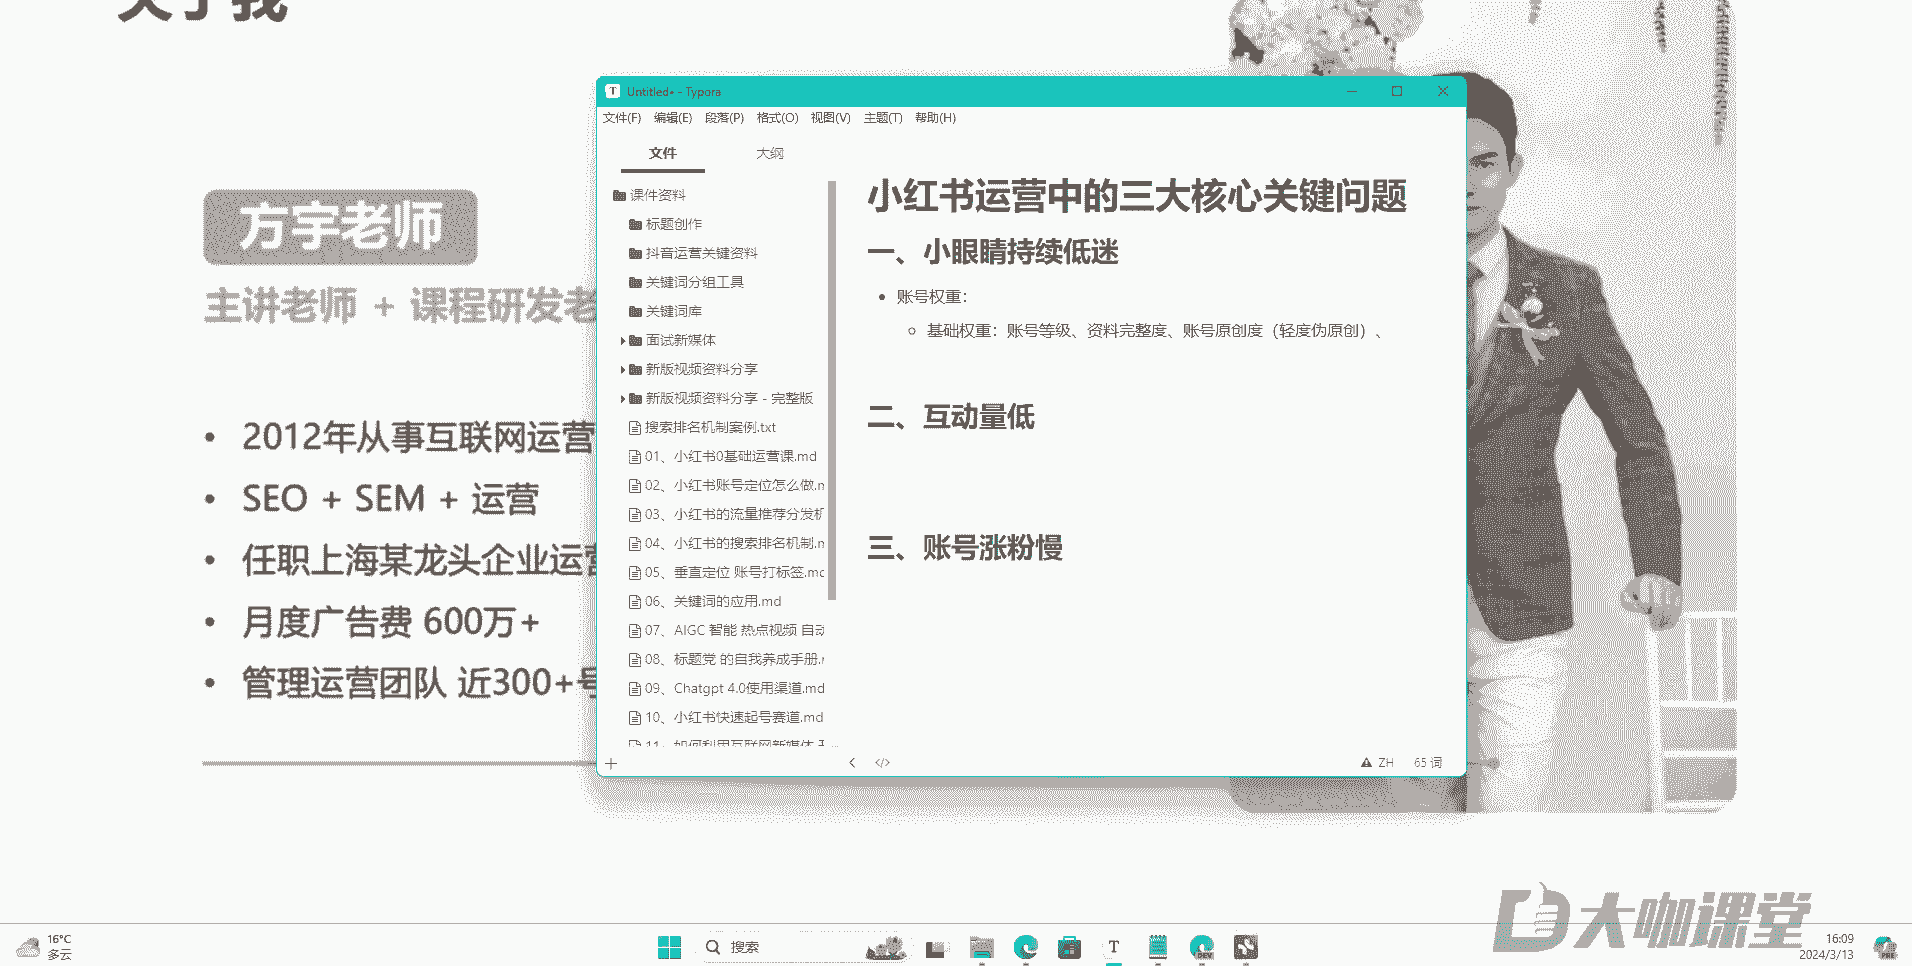 关于我
方宇老师
主讲老师 + 课程研发老
2012年从事互联网运营
SEO + SEM + 运营
任职上海某龙头企业运营
月度广告费 600万+
管理运营团队 近300+号
Untitled• - Typora
文件(F) 编辑(E) 段落(P) 格式(O) 视图(V) 主题(T) 帮助(H)
文件 大纲
课件资料
标题创作
抖音运营关键资料
关键词分组工具
关键词库
面试新媒体
新版视频资料分享
新版视频资料分享 - 完整版
搜索排名机制案例.txt
01、小红书0基础运营课.md
02、小红书账号定位怎么做.m
03、小红书的流量推荐分发机
04、小红书的搜索排名机制.m
05、垂直定位 账号打标签.md
06、关键词的应用.md
07、AIGC 智能 热点视频 自动
08、标题党 的自我养成手册.
09、Chatgpt 4.0使用渠道.md
10、小红书快速起号赛道.md
11、如何利用互联网新媒体
小红书运营中的三大核心关键问题
一、小眼睛持续低迷
账号权重：
基础权重：账号等级、资料完整度、账号原创度（轻度伪原创）、
二、互动量低
三、账号涨粉慢
</> ZH 65 词
大咖课堂
16°C
多云
搜索
T
DEV
16:09
2024/3/13
PRE